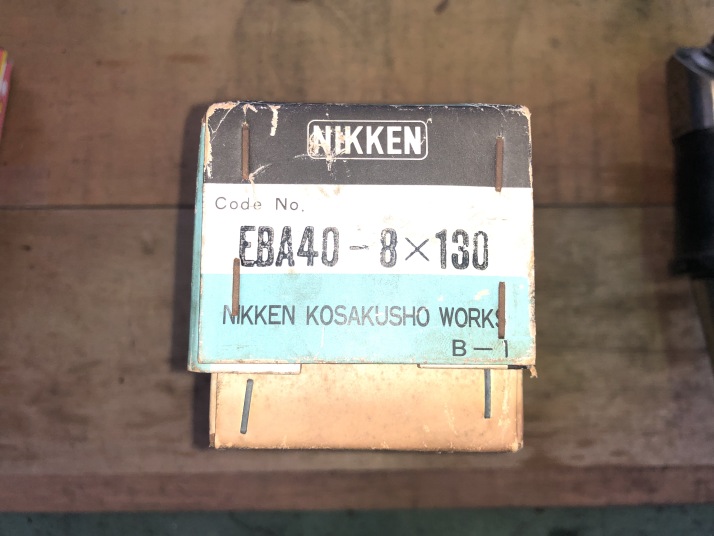 NIKKEN
Code No.
EBA40-8×130
NIKKEN KOSAKUSHO WORKS
B-1